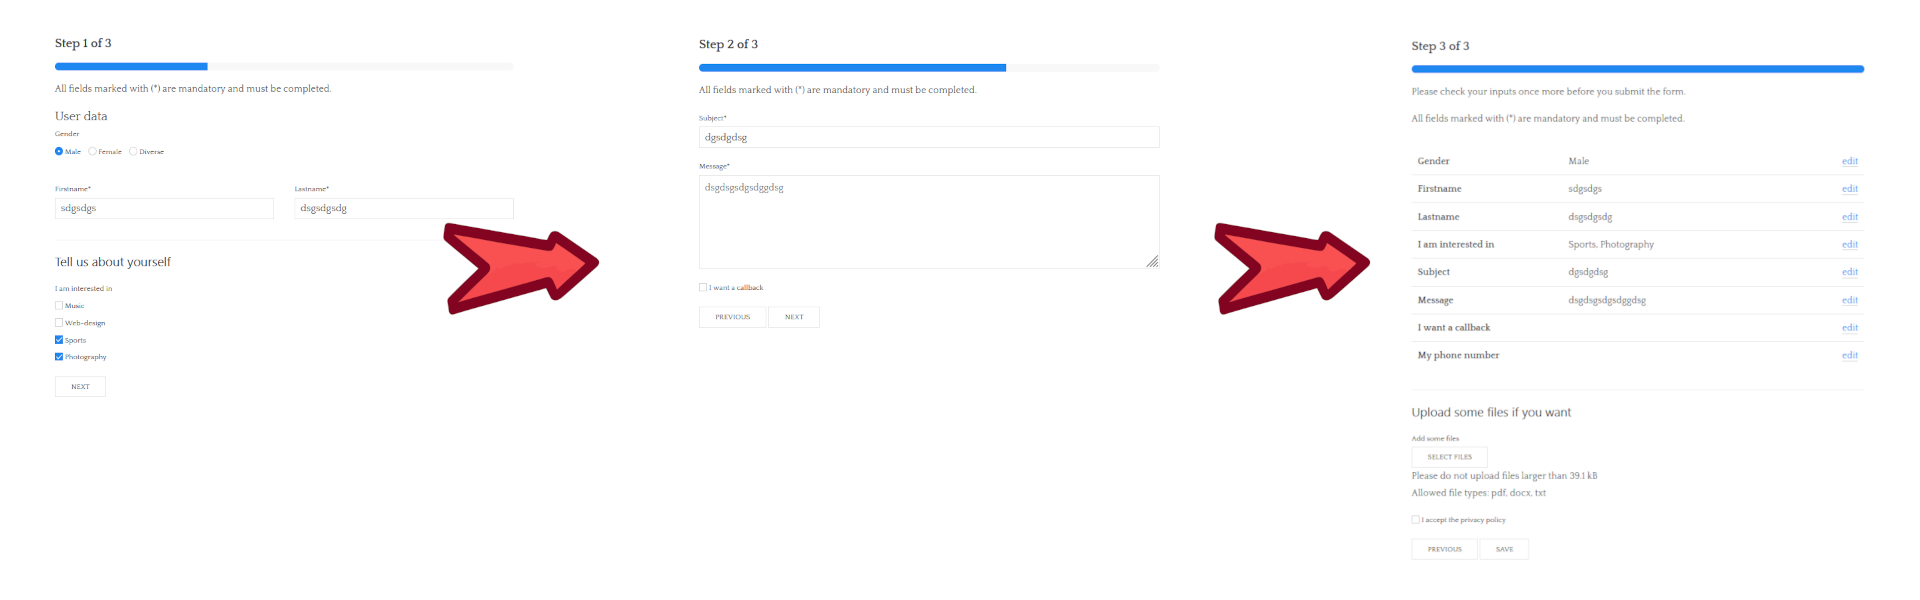 Step 1 of 3
All fields marked with (*) are mandatory and must be completed.
User data
Gender
Male Female Diverse
Firstname* Lastname*
sdgsdgs dsgsdgsdg
Tell us about yourself
I am interested in
Music
Web-design
Sports
Photography
NEXT
Step 2 of 3
All fields marked with (*) are mandatory and must be completed.
Subject*
dgsdgdsg
Message*
dsgdsgsdgsdggdsg
I want a callback
PREVIOUS NEXT
Step 3 of 3
Please check your inputs once more before you submit the form.
All fields marked with (*) are mandatory and must be completed.
Gender Male edit
Firstname sdgsdgs edit
Lastname dsgsdgsdg edit
I am interested in Sports, Photography edit
Subject dgsdgdsg edit
Message dsgdsgsdgsdggdsg edit
I want a callback edit
My phone number edit
Upload some files if you want
Add some files
SELECT FILES
Please do not upload files larger than 39.1 kB
Allowed file types: pdf, docx, txt
I accept the privacy policy
PREVIOUS SAVE